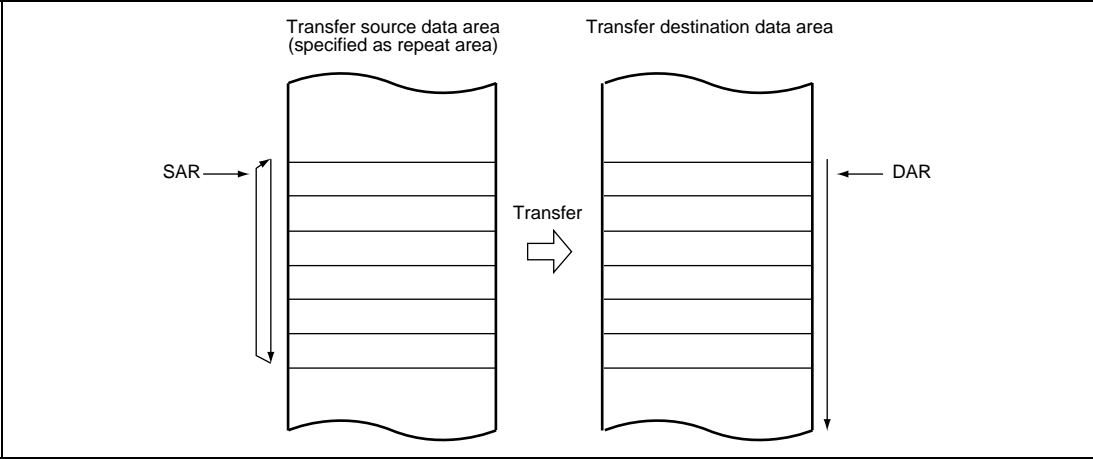 Transfer source data area
(specified as repeat area)
Transfer destination data area
SAR
DAR
Transfer